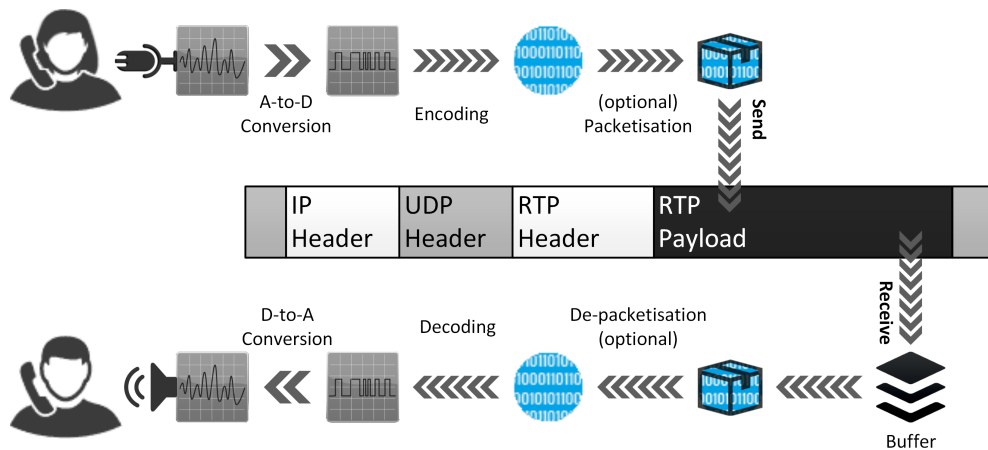 A-to-D
Conversion
Encoding
(optional)
Packetisation
Send
IP
Header
UDP
Header
RTP
Header
RTP
Payload
Receive
D-to-A
Conversion
Decoding
De-packetisation
(optional)
Buffer